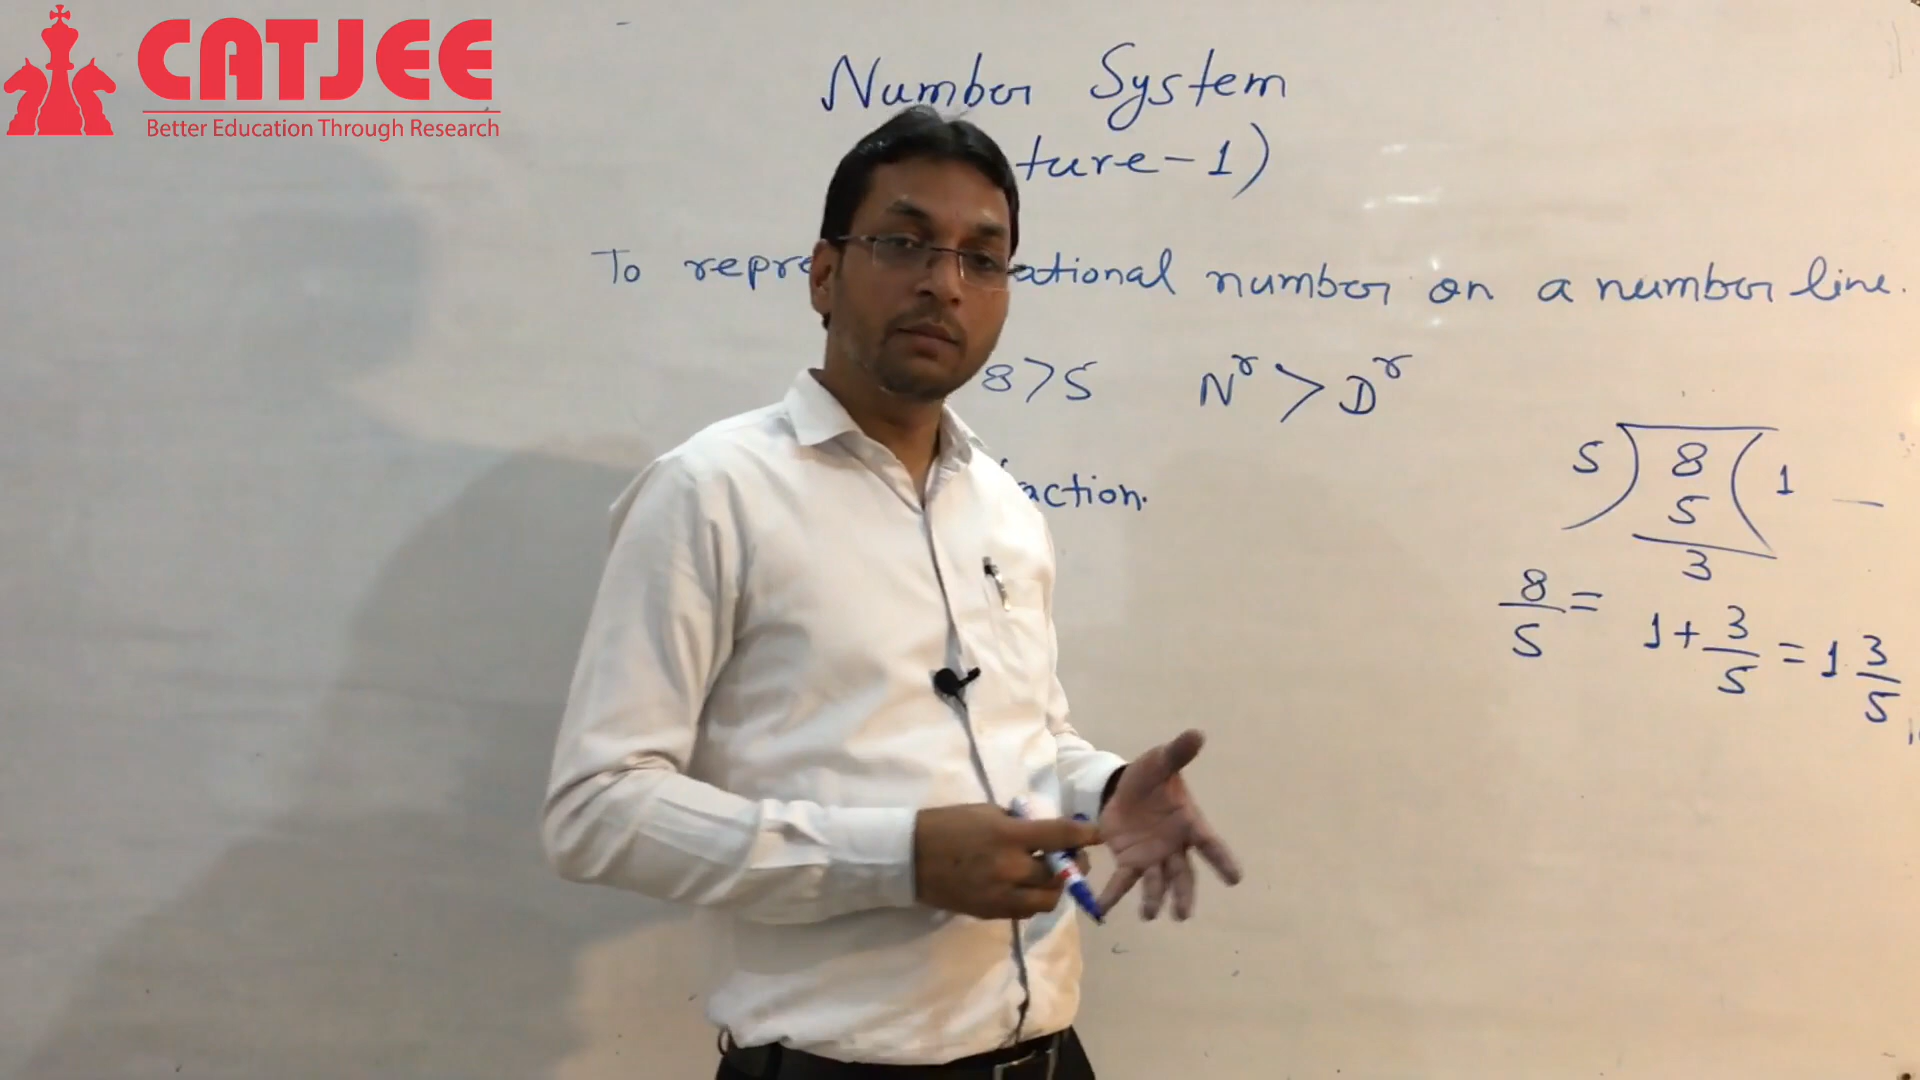 CATJEE
Better Education Through Research
Number System
ture-1)
To repre ational number on a number line.
8>5 Nʳ > Dʳ
action.
5) 8 (1 —
5
3
8/5 = 1+3/5 = 1 3/5